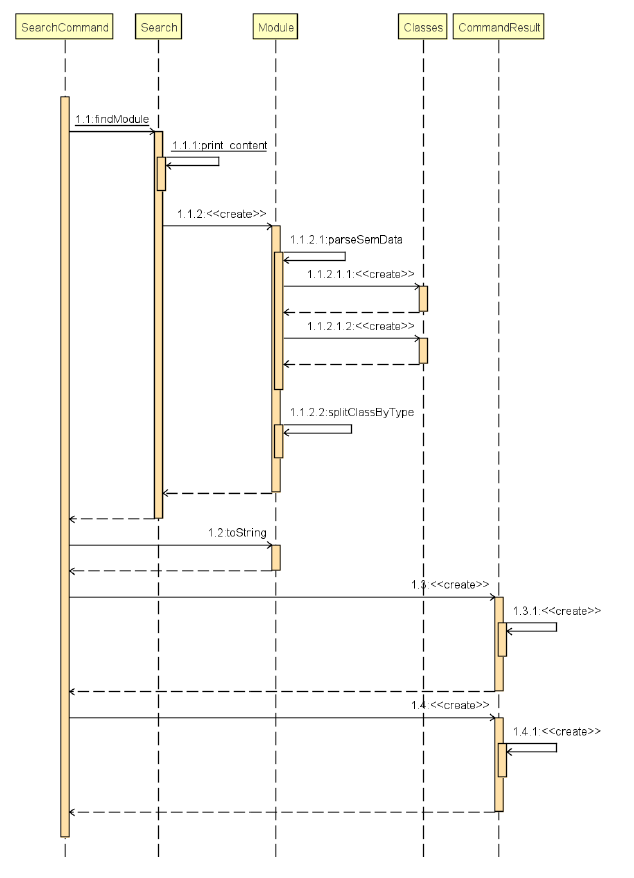 SearchCommand
Search
Module
Classes
CommandResult
1.1:findModule
1.1.1:print_content
1.1.2:<<create>>
1.1.2.1:parseSemData
1.1.2.1.1:<<create>>
1.1.2.1.2:<<create>>
1.1.2.2:splitClassByType
1.2:toString
1.3:<<create>>
1.3.1:<<create>>
1.4:<<create>>
1.4.1:<<create>>